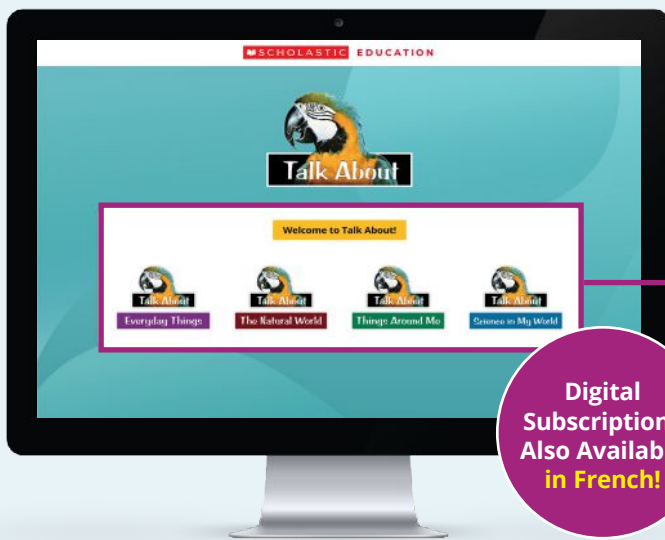 SCHOLASTIC EDUCATION
Talk About
Welcome to Talk About!
Talk About
Talk About
Talk About
Talk About
Everyday Things
The Natural World
Things Around Me
Science in My World
Digital
Subscription
Also Availab
in French!